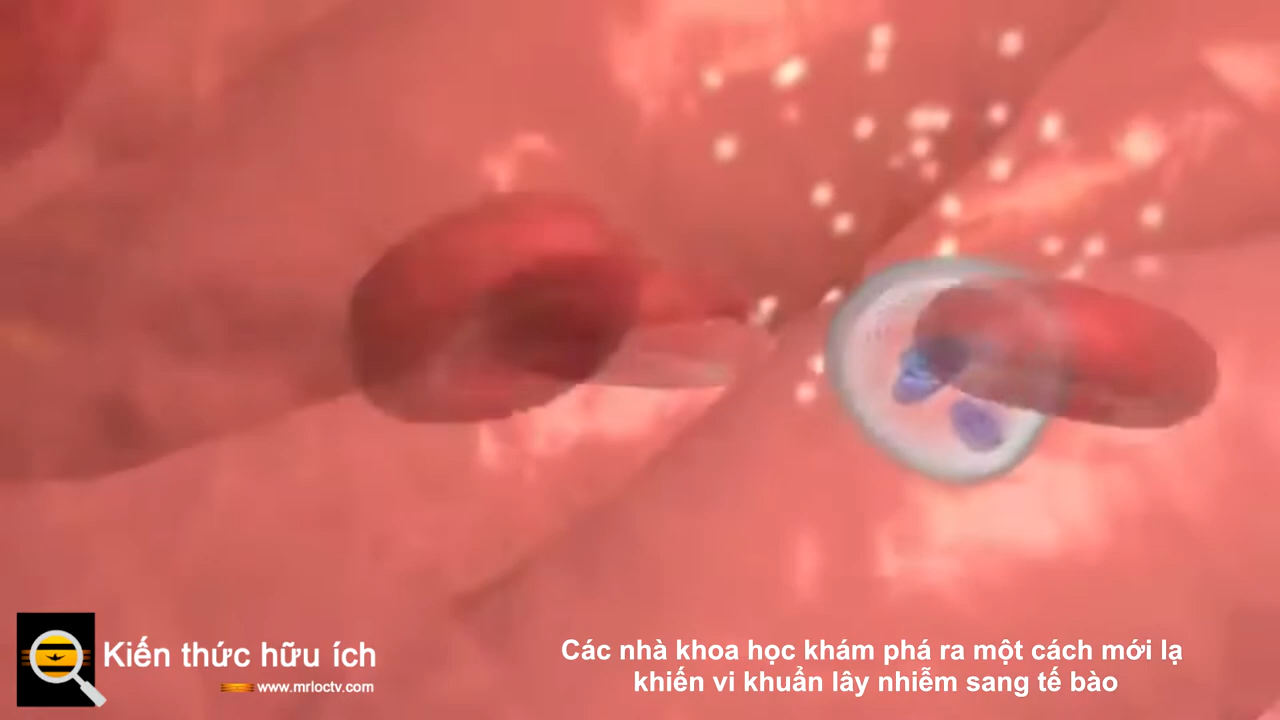 Kiến thức hữu ích
www.mrloctv.com
Các nhà khoa học khám phá ra một cách mới lạ
khiến vi khuẩn lây nhiễm sang tế bào